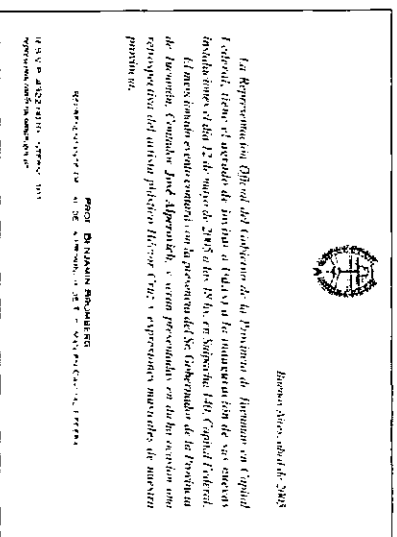 Buenos Aires, abril de 2005
La Representación Oficial del Gobierno de la Provincia de Tucumán en Capital
Federal, tiene el agrado de invitar a Ud.(s) a la inauguración de sus nuevas
instalaciones el día 12 de mayo de 2005 a las 18 hs. en Suipacha 140, Capital Federal.
El mencionado evento contará con la presencia del Sr. Gobernador de la Provincia
de Tucumán, Contador José Alperovich, y serán presentadas en dicha ocasión una
retrospectiva del artista plástico Héctor Cruz y expresiones musicales de nuestra
provincia.
PROF. BENJAMIN BROMBERG